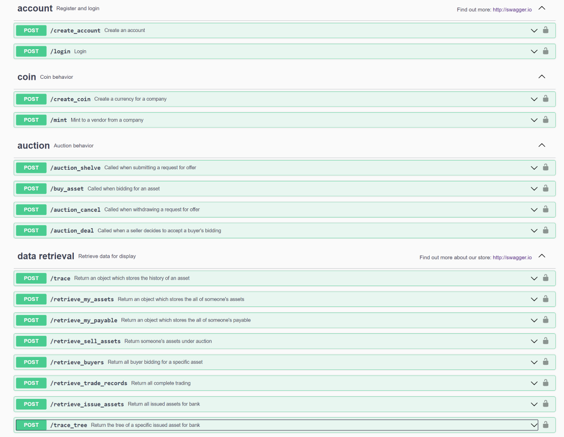 account Register and login Find out more: http://swagger.io
POST /create_account Create an account
POST /login Login
coin Coin behavior
POST /create_coin Create a currency for a company
POST /mint Mint to a vendor from a company
auction Auction behavior
POST /auction_shelve Called when submitting a request for offer
POST /buy_asset Called when bidding for an asset
POST /auction_cancel Called when withdrawing a request for offer
POST /auction_deal Called when a seller decides to accept a buyer's bidding
data retrieval Retrieve data for display Find out more about our store: http://swagger.io
POST /trace Return an object which stores the history of an asset
POST /retrieve_my_assets Return an object which stores the all of someone's assets
POST /retrieve_my_payable Return an object which stores the all of someone's payable
POST /retrieve_sell_assets Return someone's assets under auction
POST /retrieve_buyers Return all buyer bidding for a specific asset
POST /retrieve_trade_records Return all complete trading
POST /retrieve_issue_assets Return all issued assets for bank
POST /trace_tree Return the tree of a specific issued asset for bank